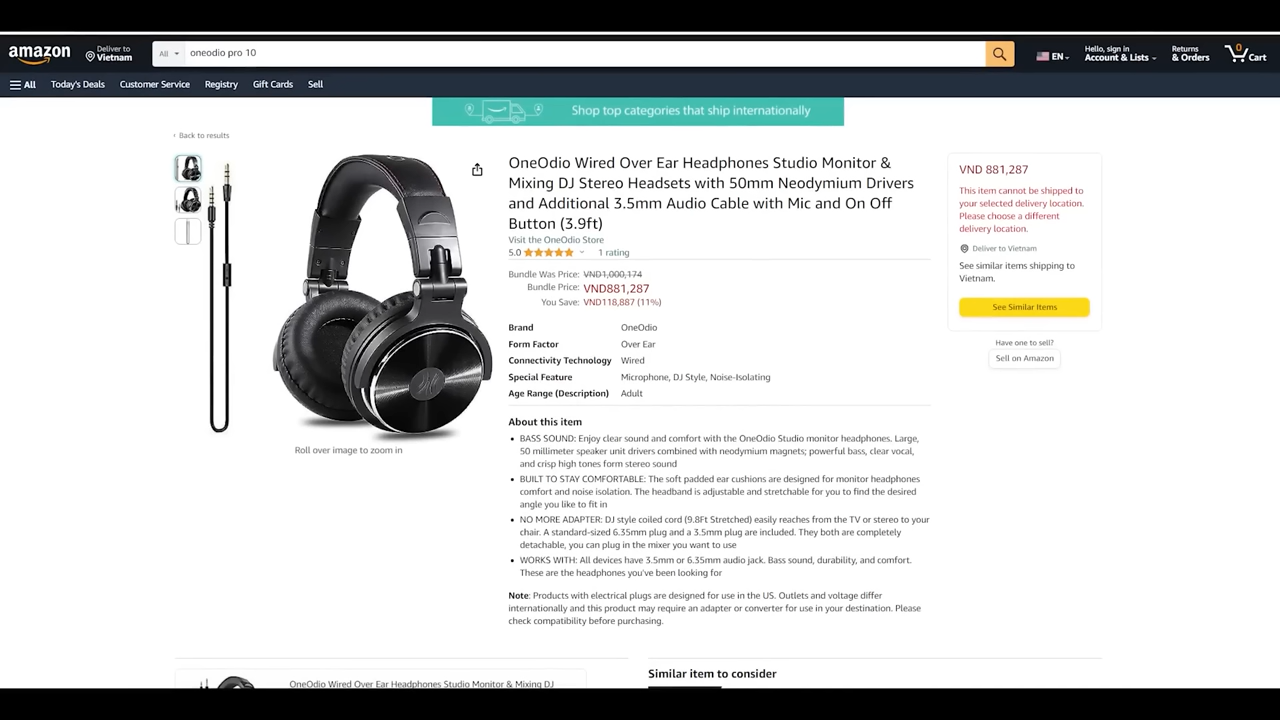 amazon
Deliver to
Vietnam
All
oneodio pro 10
EN
Hello, sign in
Account & Lists
Returns
& Orders
0
Cart
All
Today's Deals
Customer Service
Registry
Gift Cards
Sell
Shop top categories that ship internationally
‹ Back to results
OneOdio Wired Over Ear Headphones Studio Monitor &
Mixing DJ Stereo Headsets with 50mm Neodymium Drivers
and Additional 3.5mm Audio Cable with Mic and On Off
Button (3.9ft)
Visit the OneOdio Store
5.0
1 rating
Bundle Was Price: VND1,000,174
Bundle Price: VND881,287
You Save: VND118,887 (11%)
Brand OneOdio
Form Factor Over Ear
Connectivity Technology Wired
Special Feature Microphone, DJ Style, Noise-Isolating
Age Range (Description) Adult
About this item
• BASS SOUND: Enjoy clear sound and comfort with the OneOdio Studio monitor headphones. Large,
50 millimeter speaker unit drivers combined with neodymium magnets; powerful bass, clear vocal,
and crisp high tones form stereo sound
• BUILT TO STAY COMFORTABLE: The soft padded ear cushions are designed for monitor headphones
comfort and noise isolation. The headband is adjustable and stretchable for you to find the desired
angle you like to fit in
• NO MORE ADAPTER: DJ style coiled cord (9.8Ft Stretched) easily reaches from the TV or stereo to your
chair. A standard-sized 6.35mm plug and a 3.5mm plug are included. They both are completely
detachable, you can plug in the mixer you want to use
• WORKS WITH: All devices have 3.5mm or 6.35mm audio jack. Bass sound, durability, and comfort.
These are the headphones you've been looking for
Note: Products with electrical plugs are designed for use in the US. Outlets and voltage differ
internationally and this product may require an adapter or converter for use in your destination. Please
check compatibility before purchasing.
Roll over image to zoom in
VND 881,287
This item cannot be shipped to
your selected delivery location.
Please choose a different
delivery location.
Deliver to Vietnam
See similar items shipping to
Vietnam.
See Similar Items
Have one to sell?
Sell on Amazon
OneOdio Wired Over Ear Headphones Studio Monitor & Mixing DJ
Similar item to consider